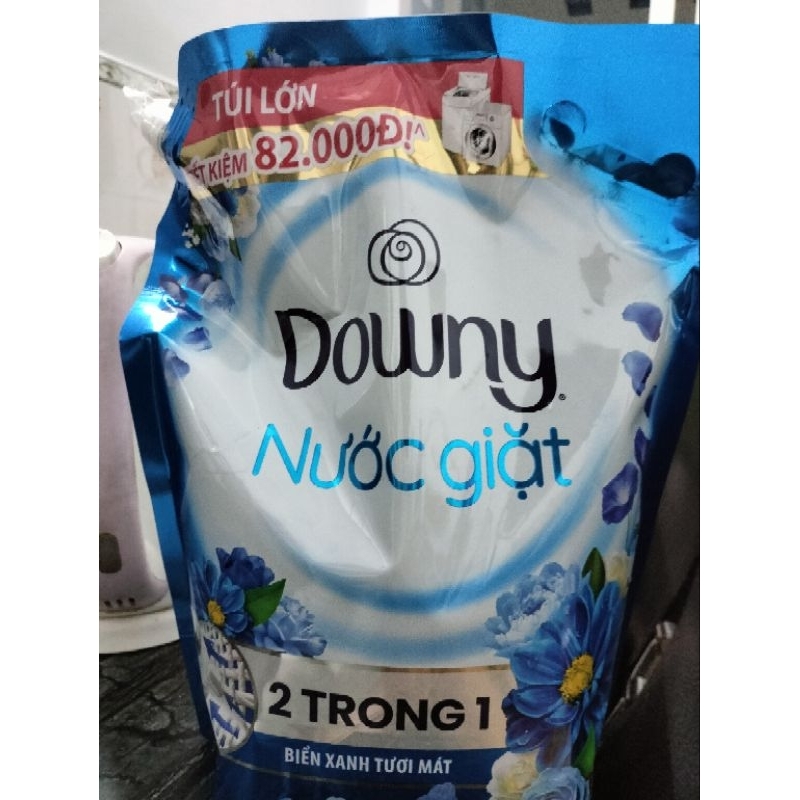 TÚI LỚN
KIỆM 82.000Đ!^
Downy®
Nước giặt
2 TRONG 1
BIỂN XANH TƯƠI MÁT